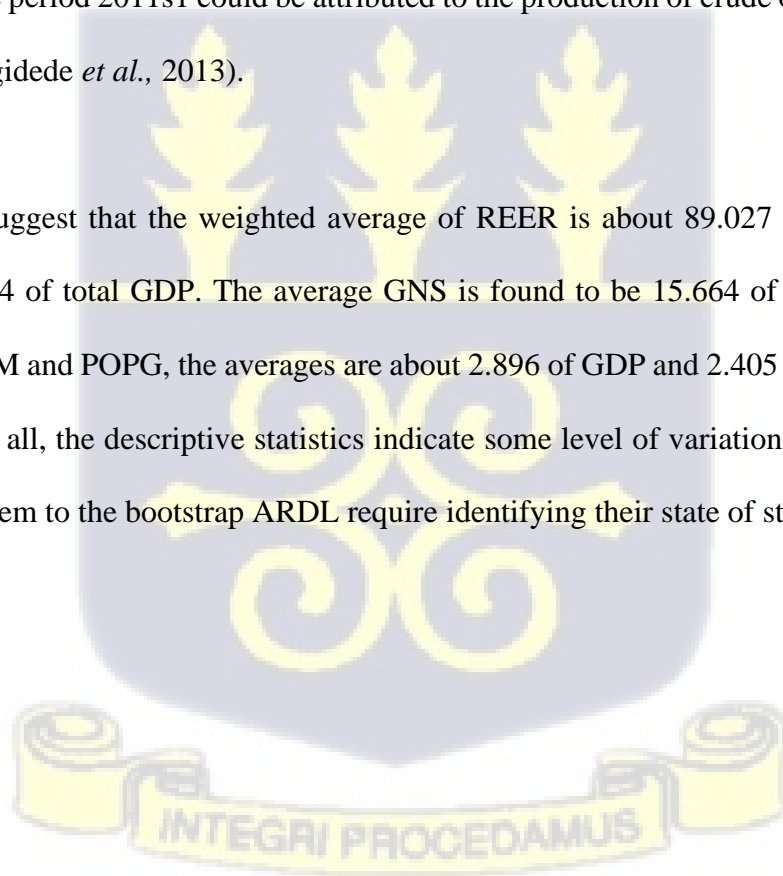 period 2011s1 could be attributed to the production of crude
gidede et al., 2013).
uggest that the weighted average of REER is about 89.027
4 of total GDP. The average GNS is found to be 15.664 of
M and POPG, the averages are about 2.896 of GDP and 2.405
all, the descriptive statistics indicate some level of variation
em to the bootstrap ARDL require identifying their state of st
INTEGRI PROCEDAMUS